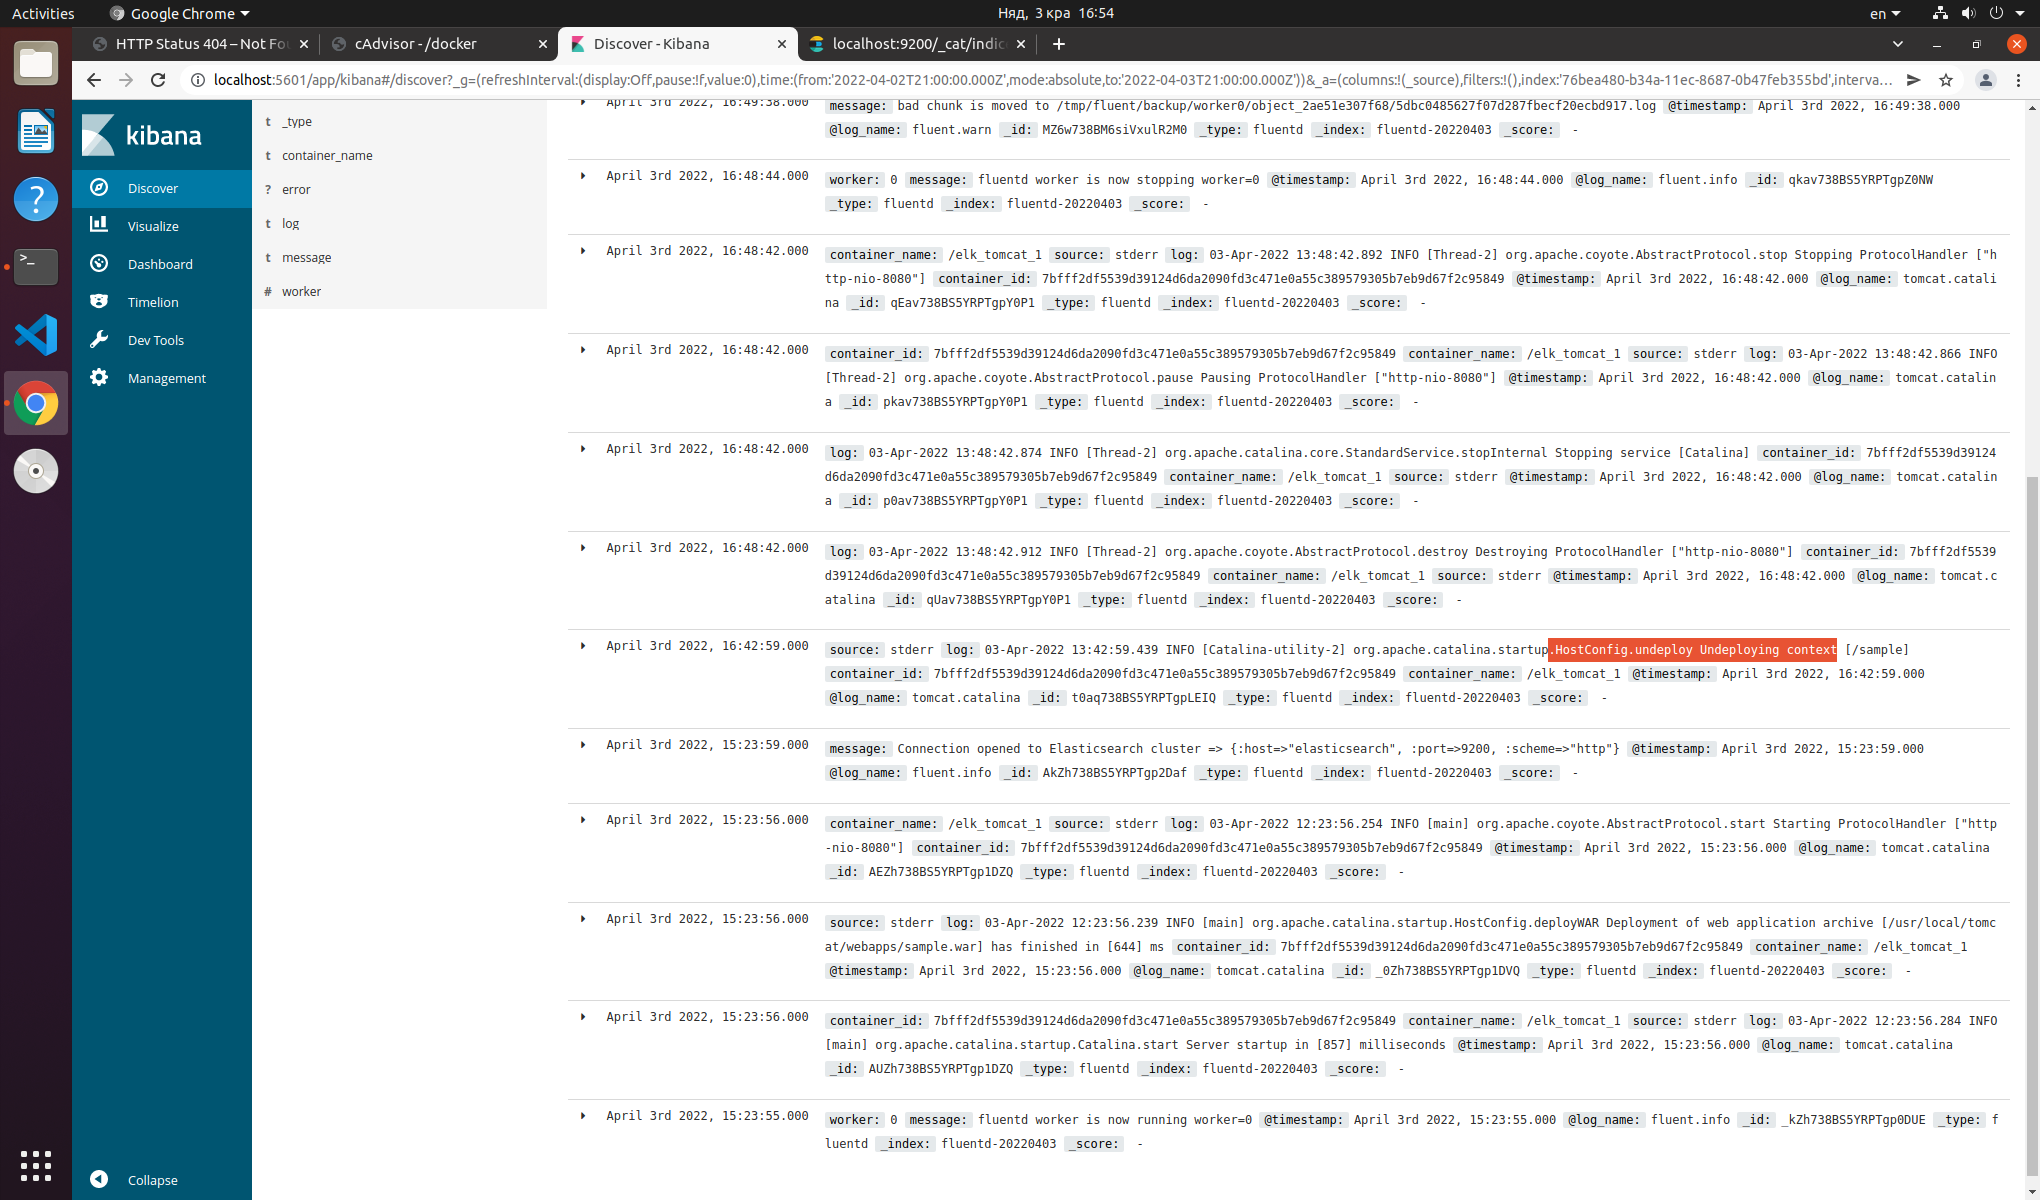 Activities
Google Chrome
Няд, 3 кра 16:54
en
HTTP Status 404 – Not Fou
cAdvisor - /docker
Discover - Kibana
localhost:9200/_cat/indic
localhost:5601/app/kibana#/discover?_g=(refreshInterval:(display:Off,pause:!f,value:0),time:(from:'2022-04-02T21:00:00.000Z',mode:absolute,to:'2022-04-03T21:00:00.000Z'))&_a=(columns:!(_source),filters:!(),index:'76bea480-b34a-11ec-8687-0b47feb355bd',interva...
kibana
Discover
Visualize
Dashboard
Timelion
Dev Tools
Management
Collapse
t _type
t container_name
? error
t log
t message
# worker
April 3rd 2022, 16:49:38.000
message: bad chunk is moved to /tmp/fluent/backup/worker0/object_2ae51e307f68/5dbc0485627f07d287fbecf20ecbd917.log @timestamp: April 3rd 2022, 16:49:38.000
@log_name: fluent.warn _id: MZ6w738BM6siVxulR2M0 _type: fluentd _index: fluentd-20220403 _score: -
April 3rd 2022, 16:48:44.000
worker: 0 message: fluentd worker is now stopping worker=0 @timestamp: April 3rd 2022, 16:48:44.000 @log_name: fluent.info _id: qkav738BS5YRPTgpZ0NW
_type: fluentd _index: fluentd-20220403 _score: -
April 3rd 2022, 16:48:42.000
container_name: /elk_tomcat_1 source: stderr log: 03-Apr-2022 13:48:42.892 INFO [Thread-2] org.apache.coyote.AbstractProtocol.stop Stopping ProtocolHandler ["h
ttp-nio-8080"] container_id: 7bfff2df5539d39124d6da2090fd3c471e0a55c389579305b7eb9d67f2c95849 @timestamp: April 3rd 2022, 16:48:42.000 @log_name: tomcat.catali
na _id: qEav738BS5YRPTgpY0P1 _type: fluentd _index: fluentd-20220403 _score: -
April 3rd 2022, 16:48:42.000
container_id: 7bfff2df5539d39124d6da2090fd3c471e0a55c389579305b7eb9d67f2c95849 container_name: /elk_tomcat_1 source: stderr log: 03-Apr-2022 13:48:42.866 INFO
[Thread-2] org.apache.coyote.AbstractProtocol.pause Pausing ProtocolHandler ["http-nio-8080"] @timestamp: April 3rd 2022, 16:48:42.000 @log_name: tomcat.catalin
a _id: pkav738BS5YRPTgpY0P1 _type: fluentd _index: fluentd-20220403 _score: -
April 3rd 2022, 16:48:42.000
log: 03-Apr-2022 13:48:42.874 INFO [Thread-2] org.apache.catalina.core.StandardService.stopInternal Stopping service [Catalina] container_id: 7bfff2df5539d39124
d6da2090fd3c471e0a55c389579305b7eb9d67f2c95849 container_name: /elk_tomcat_1 source: stderr @timestamp: April 3rd 2022, 16:48:42.000 @log_name: tomcat.catalin
a _id: p0av738BS5YRPTgpY0P1 _type: fluentd _index: fluentd-20220403 _score: -
April 3rd 2022, 16:48:42.000
log: 03-Apr-2022 13:48:42.912 INFO [Thread-2] org.apache.coyote.AbstractProtocol.destroy Destroying ProtocolHandler ["http-nio-8080"] container_id: 7bfff2df5539
d39124d6da2090fd3c471e0a55c389579305b7eb9d67f2c95849 container_name: /elk_tomcat_1 source: stderr @timestamp: April 3rd 2022, 16:48:42.000 @log_name: tomcat.c
atalina _id: qUav738BS5YRPTgpY0P1 _type: fluentd _index: fluentd-20220403 _score: -
April 3rd 2022, 16:42:59.000
source: stderr log: 03-Apr-2022 13:42:59.439 INFO [Catalina-utility-2] org.apache.catalina.startup.HostConfig.undeploy Undeploying context [/sample]
container_id: 7bfff2df5539d39124d6da2090fd3c471e0a55c389579305b7eb9d67f2c95849 container_name: /elk_tomcat_1 @timestamp: April 3rd 2022, 16:42:59.000
@log_name: tomcat.catalina _id: t0aq738BS5YRPTgpLEIQ _type: fluentd _index: fluentd-20220403 _score: -
April 3rd 2022, 15:23:59.000
message: Connection opened to Elasticsearch cluster => {:host=>"elasticsearch", :port=>9200, :scheme=>"http"} @timestamp: April 3rd 2022, 15:23:59.000
@log_name: fluent.info _id: AkZh738BS5YRPTgp2Daf _type: fluentd _index: fluentd-20220403 _score: -
April 3rd 2022, 15:23:56.000
container_name: /elk_tomcat_1 source: stderr log: 03-Apr-2022 12:23:56.254 INFO [main] org.apache.coyote.AbstractProtocol.start Starting ProtocolHandler ["http
-nio-8080"] container_id: 7bfff2df5539d39124d6da2090fd3c471e0a55c389579305b7eb9d67f2c95849 @timestamp: April 3rd 2022, 15:23:56.000 @log_name: tomcat.catalina
_id: AEZh738BS5YRPTgp1DZQ _type: fluentd _index: fluentd-20220403 _score: -
April 3rd 2022, 15:23:56.000
source: stderr log: 03-Apr-2022 12:23:56.239 INFO [main] org.apache.catalina.startup.HostConfig.deployWAR Deployment of web application archive [/usr/local/tomc
at/webapps/sample.war] has finished in [644] ms container_id: 7bfff2df5539d39124d6da2090fd3c471e0a55c389579305b7eb9d67f2c95849 container_name: /elk_tomcat_1
@timestamp: April 3rd 2022, 15:23:56.000 @log_name: tomcat.catalina _id: _0Zh738BS5YRPTgp1DVQ _type: fluentd _index: fluentd-20220403 _score: -
April 3rd 2022, 15:23:56.000
container_id: 7bfff2df5539d39124d6da2090fd3c471e0a55c389579305b7eb9d67f2c95849 container_name: /elk_tomcat_1 source: stderr log: 03-Apr-2022 12:23:56.284 INFO
[main] org.apache.catalina.startup.Catalina.start Server startup in [857] milliseconds @timestamp: April 3rd 2022, 15:23:56.000 @log_name: tomcat.catalina
_id: AUZh738BS5YRPTgp1DZQ _type: fluentd _index: fluentd-20220403 _score: -
April 3rd 2022, 15:23:55.000
worker: 0 message: fluentd worker is now running worker=0 @timestamp: April 3rd 2022, 15:23:55.000 @log_name: fluent.info _id: _kZh738BS5YRPTgp0DUE _type: f
luentd _index: fluentd-20220403 _score: -